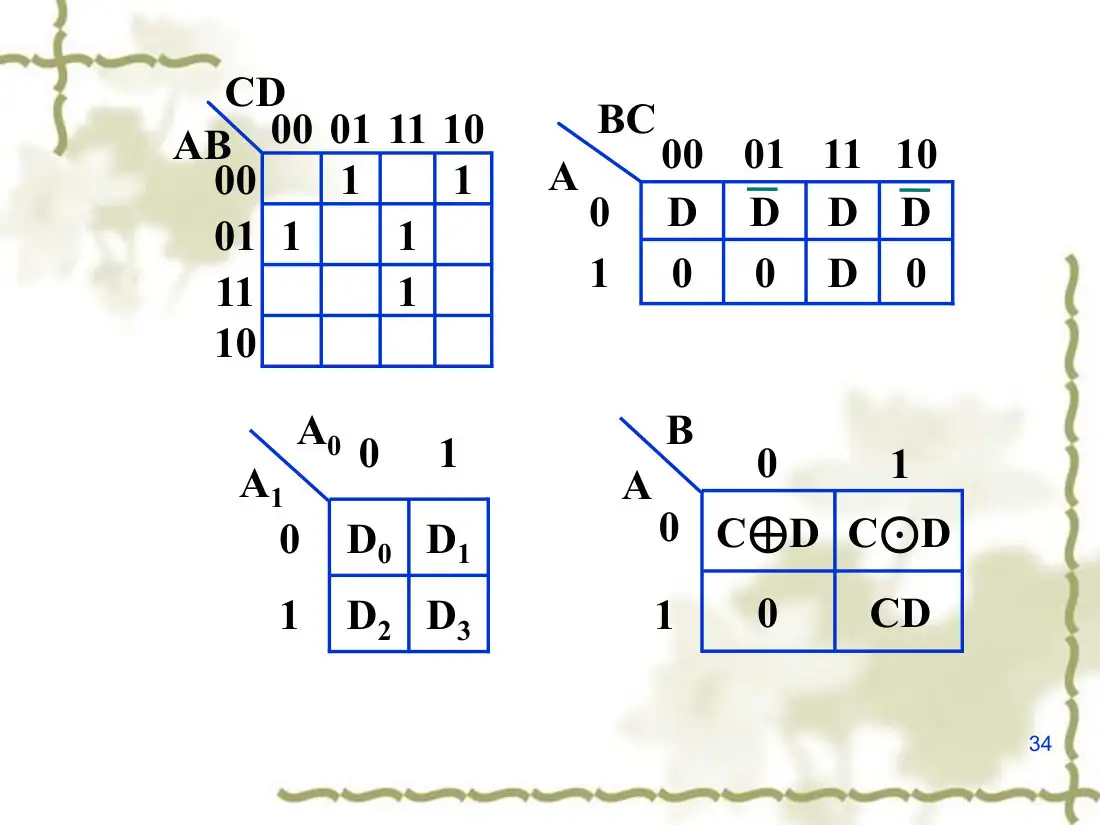 CD
AB
00 01 11 10
00 1 1
01 1 1
11 1
10
BC
A
00 01 11 10
0 D D̅ D D̅
1 0 0 D 0
A₀
A₁
0 1
0 D₀ D₁
1 D₂ D₃
B
A
0 1
0 C⊕D C⊙D
1 0 CD
34